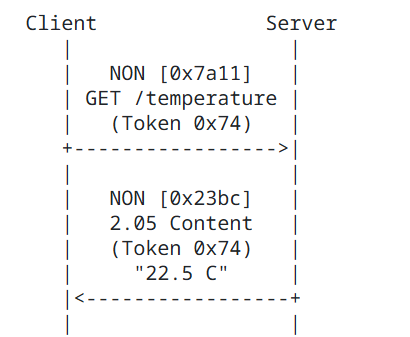 Client Server
NON [0x7a11]
GET /temperature
(Token 0x74)
NON [0x23bc]
2.05 Content
(Token 0x74)
"22.5 C"